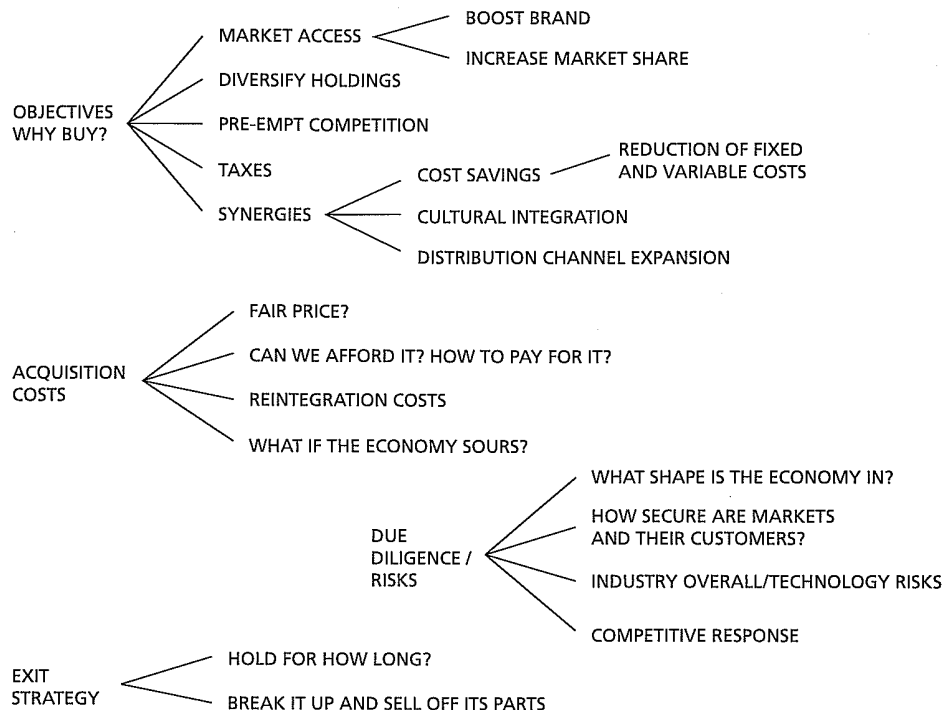 OBJECTIVES
WHY BUY?
MARKET ACCESS
BOOST BRAND
INCREASE MARKET SHARE
DIVERSIFY HOLDINGS
PRE-EMPT COMPETITION
TAXES
SYNERGIES
COST SAVINGS
REDUCTION OF FIXED
AND VARIABLE COSTS
CULTURAL INTEGRATION
DISTRIBUTION CHANNEL EXPANSION
ACQUISITION
COSTS
FAIR PRICE?
CAN WE AFFORD IT? HOW TO PAY FOR IT?
REINTEGRATION COSTS
WHAT IF THE ECONOMY SOURS?
DUE
DILIGENCE /
RISKS
WHAT SHAPE IS THE ECONOMY IN?
HOW SECURE ARE MARKETS
AND THEIR CUSTOMERS?
INDUSTRY OVERALL/TECHNOLOGY RISKS
COMPETITIVE RESPONSE
EXIT
STRATEGY
HOLD FOR HOW LONG?
BREAK IT UP AND SELL OFF ITS PARTS